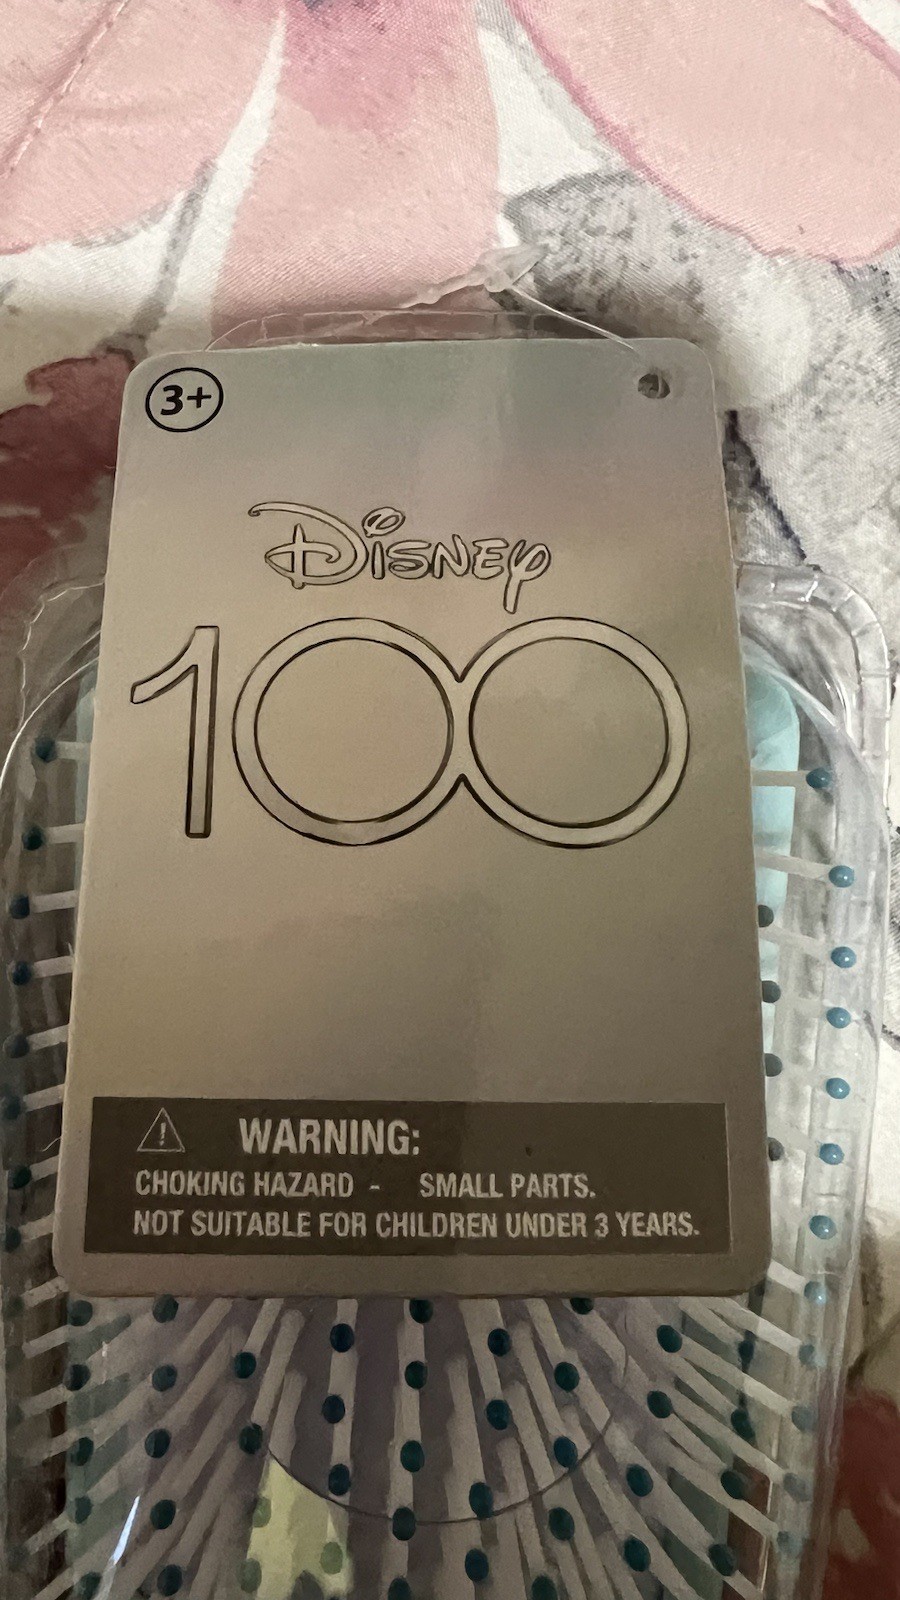 3+
Disney
100
WARNING:
CHOKING HAZARD - SMALL PARTS.
NOT SUITABLE FOR CHILDREN UNDER 3 YEARS.